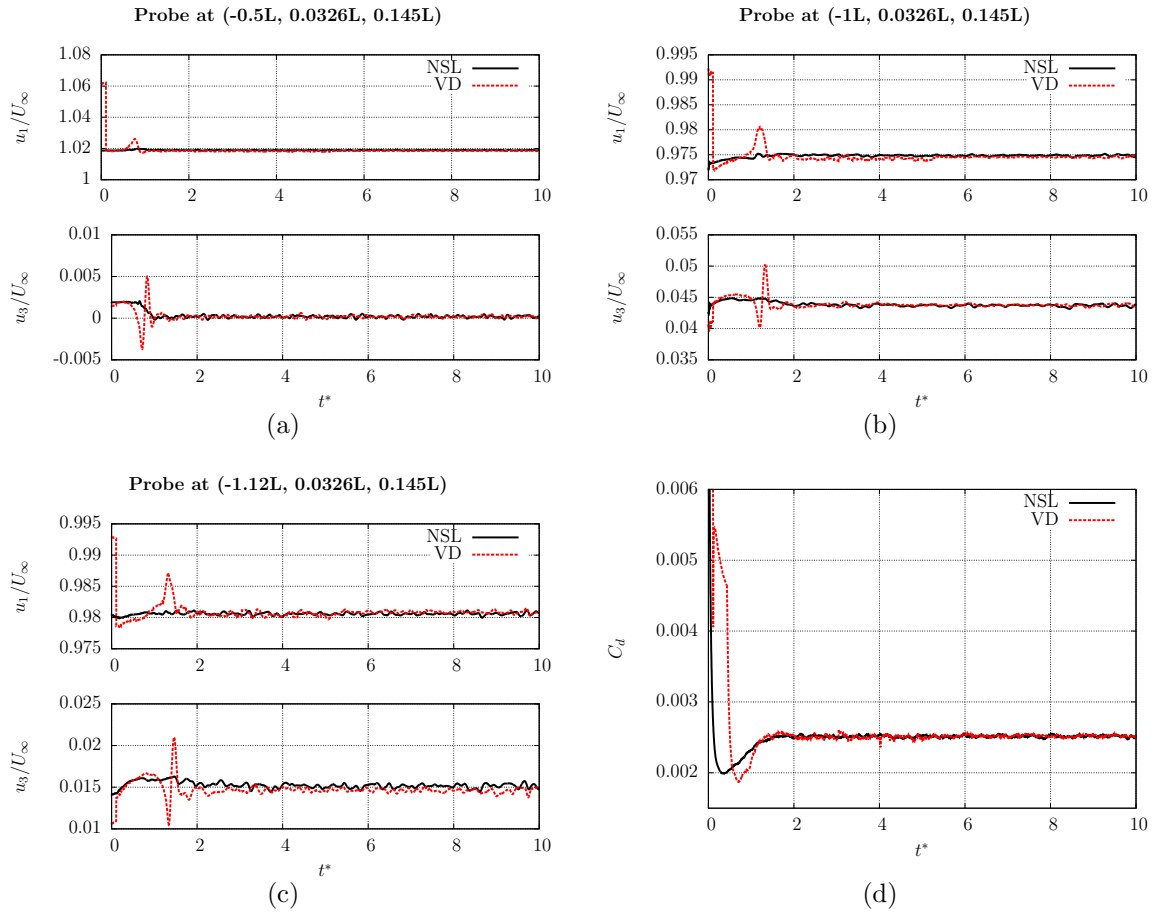 Probe at (-0.5L, 0.0326L, 0.145L)
u₁/U∞
1.08
1.06
1.04
1.02
1
NSL
VD
0 2 4 6 8 10
u₃/U∞
0.01
0.005
0
-0.005
0 2 4 6 8 10
t*
(a)
Probe at (-1L, 0.0326L, 0.145L)
u₁/U∞
0.995
0.99
0.985
0.98
0.975
0.97
NSL
VD
0 2 4 6 8 10
u₃/U∞
0.055
0.05
0.045
0.04
0.035
0 2 4 6 8 10
t*
(b)
Probe at (-1.12L, 0.0326L, 0.145L)
u₁/U∞
0.995
0.99
0.985
0.98
0.975
NSL
VD
0 2 4 6 8 10
u₃/U∞
0.025
0.02
0.015
0.01
0 2 4 6 8 10
t*
(c)
C_d
0.006
0.005
0.004
0.003
0.002
NSL
VD
0 2 4 6 8 10
t*
(d)